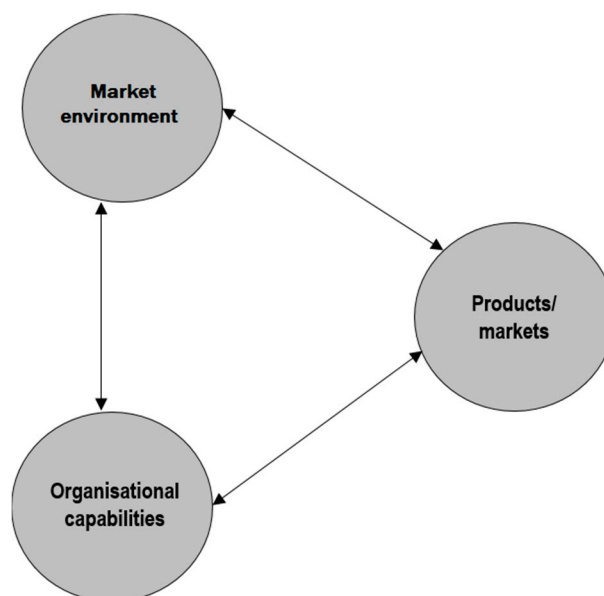 Market
environment
Products/
markets
Organisational
capabilities